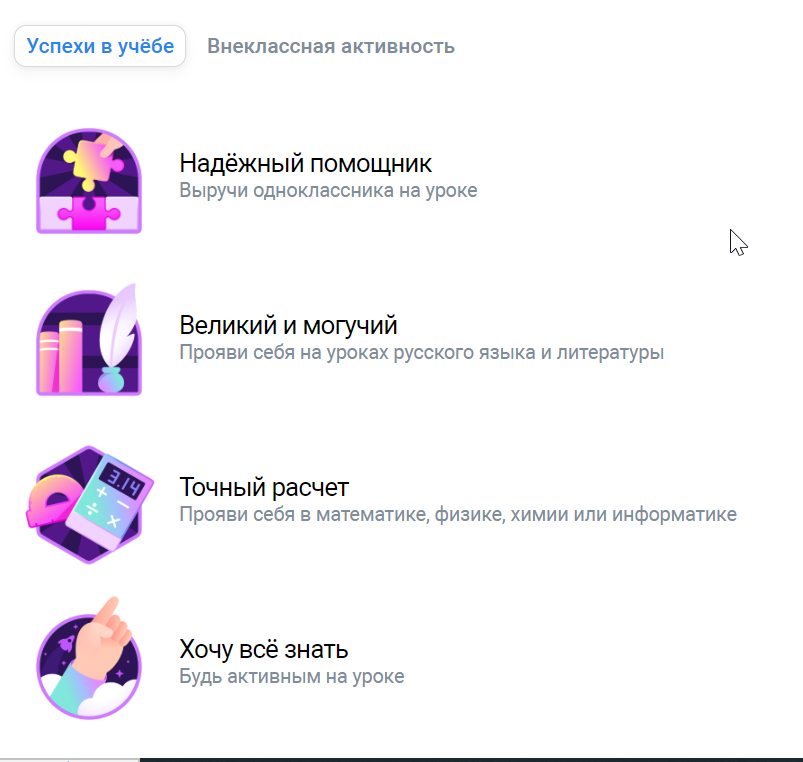 Успехи в учёбе Внеклассная активность
Надёжный помощник
Выручи одноклассника на уроке
Великий и могучий
Прояви себя на уроках русского языка и литературы
3.14
Точный расчет
Прояви себя в математике, физике, химии или информатике
Хочу всё знать
Будь активным на уроке